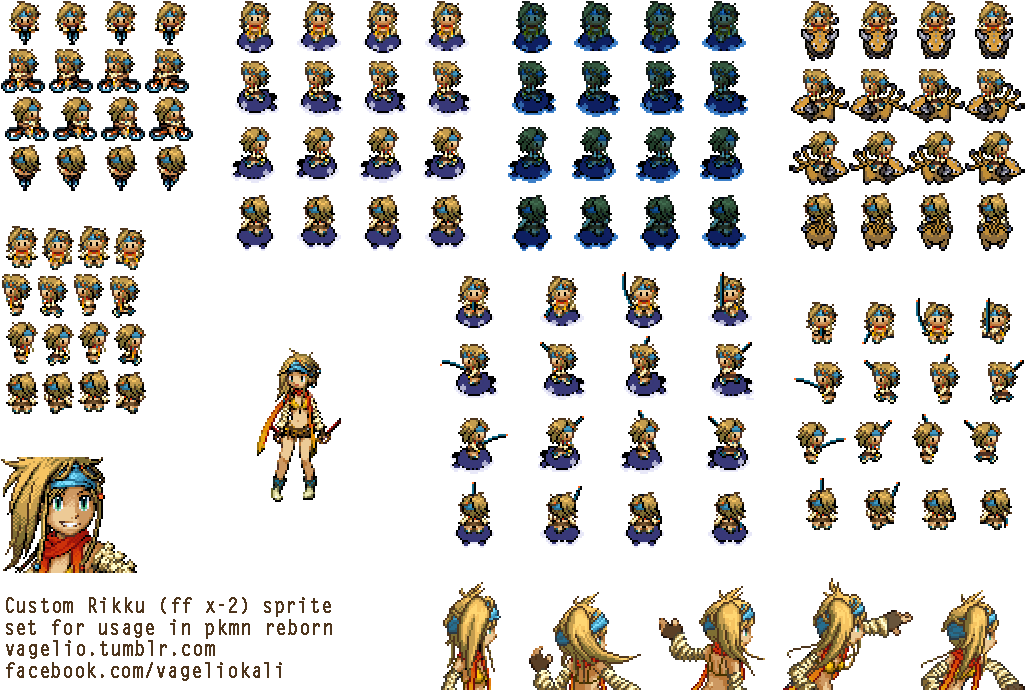 Custom Rikku (ff x-2) sprite
set for usage in pkmn reborn
vagelio.tumblr.com
facebook.com/vageliokali